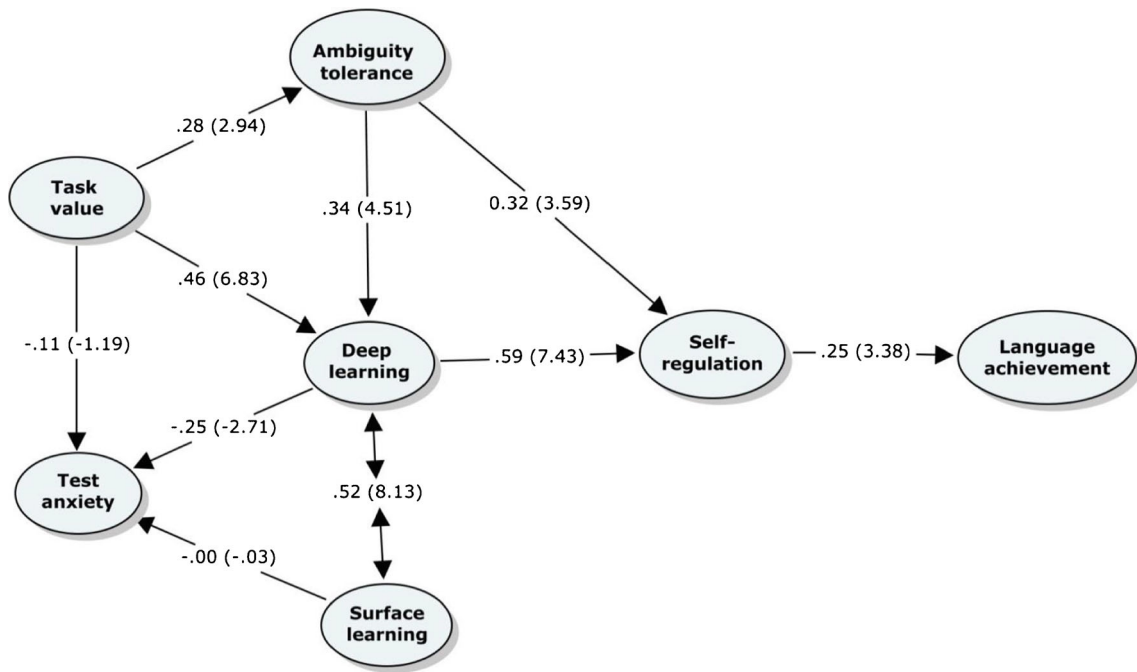 Ambiguity
tolerance
.28 (2.94)
Task
value
.34 (4.51)
0.32 (3.59)
.46 (6.83)
-.11 (-1.19)
Deep
learning
.59 (7.43)
Self-
regulation
.25 (3.38)
Language
achievement
-.25 (-2.71)
Test
anxiety
.52 (8.13)
-.00 (-.03)
Surface
learning